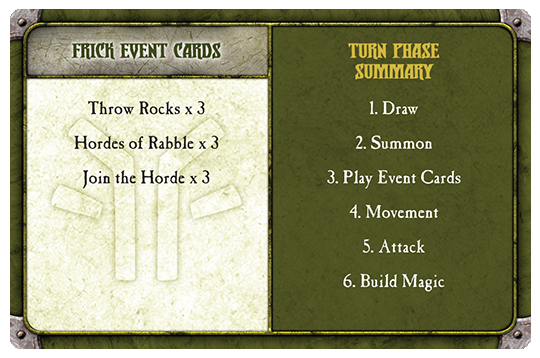 FRICK EVENT CARDS
Throw Rocks x 3
Hordes of Rabble x 3
Join the Horde x 3
TURN PHASE
SUMMARY
1. Draw
2. Summon
3. Play Event Cards
4. Movement
5. Attack
6. Build Magic